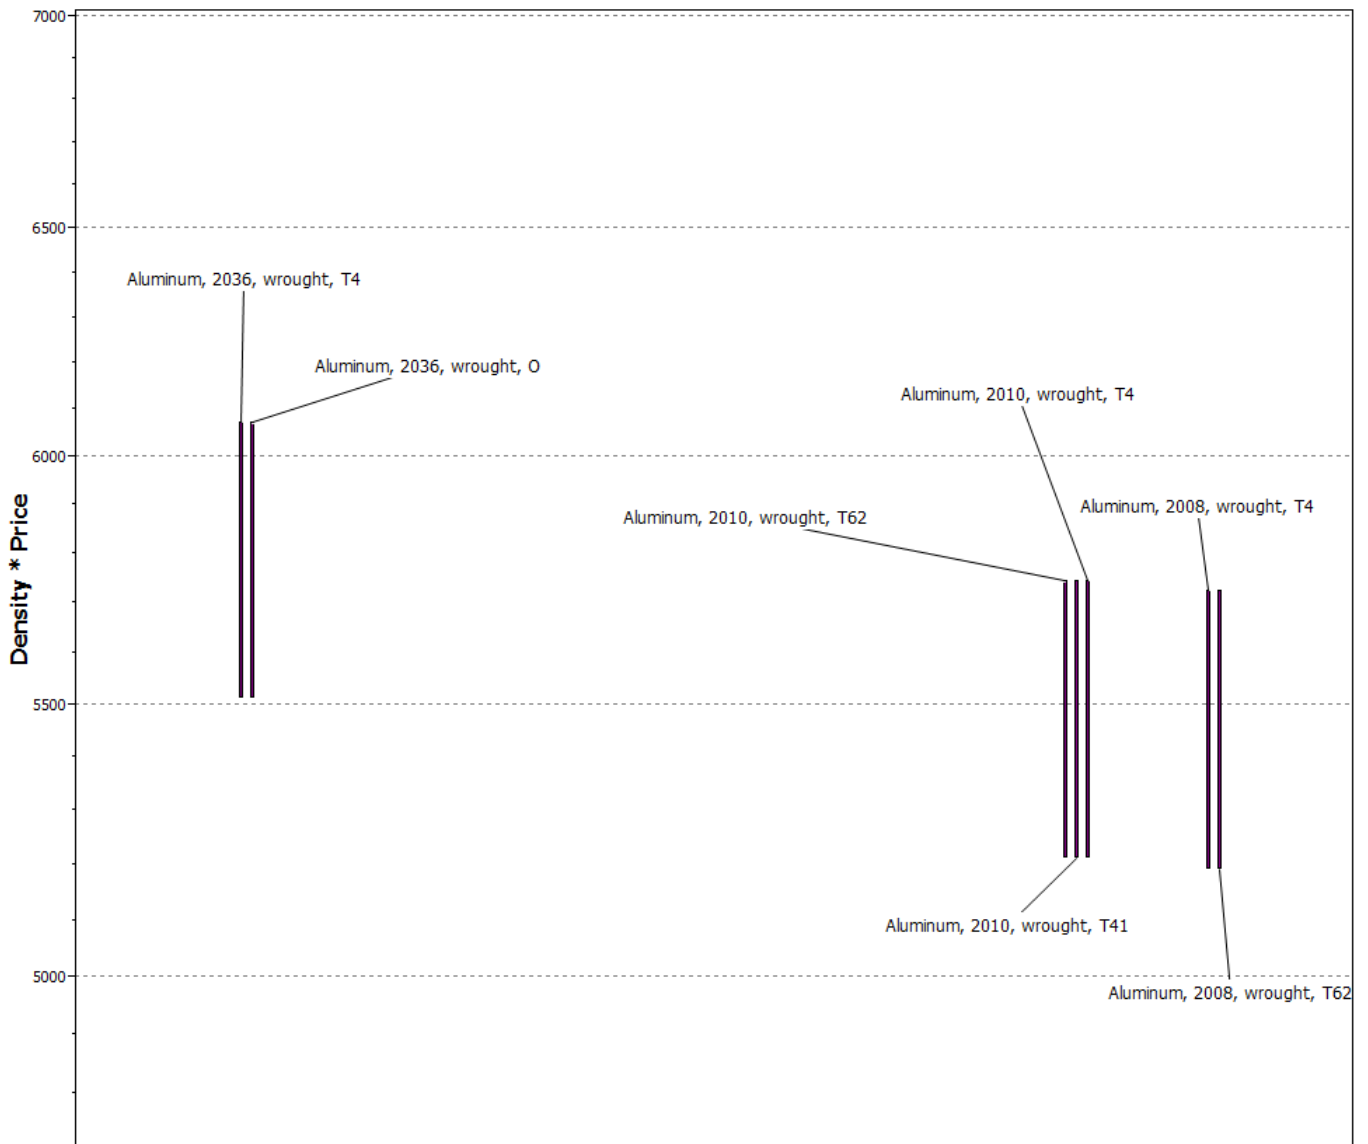 7000
6500
Aluminum, 2036, wrought, T4
Aluminum, 2036, wrought, O
Aluminum, 2010, wrought, T4
6000
Density * Price
Aluminum, 2008, wrought, T4
Aluminum, 2010, wrought, T62
5500
Aluminum, 2010, wrought, T41
5000
Aluminum, 2008, wrought, T62